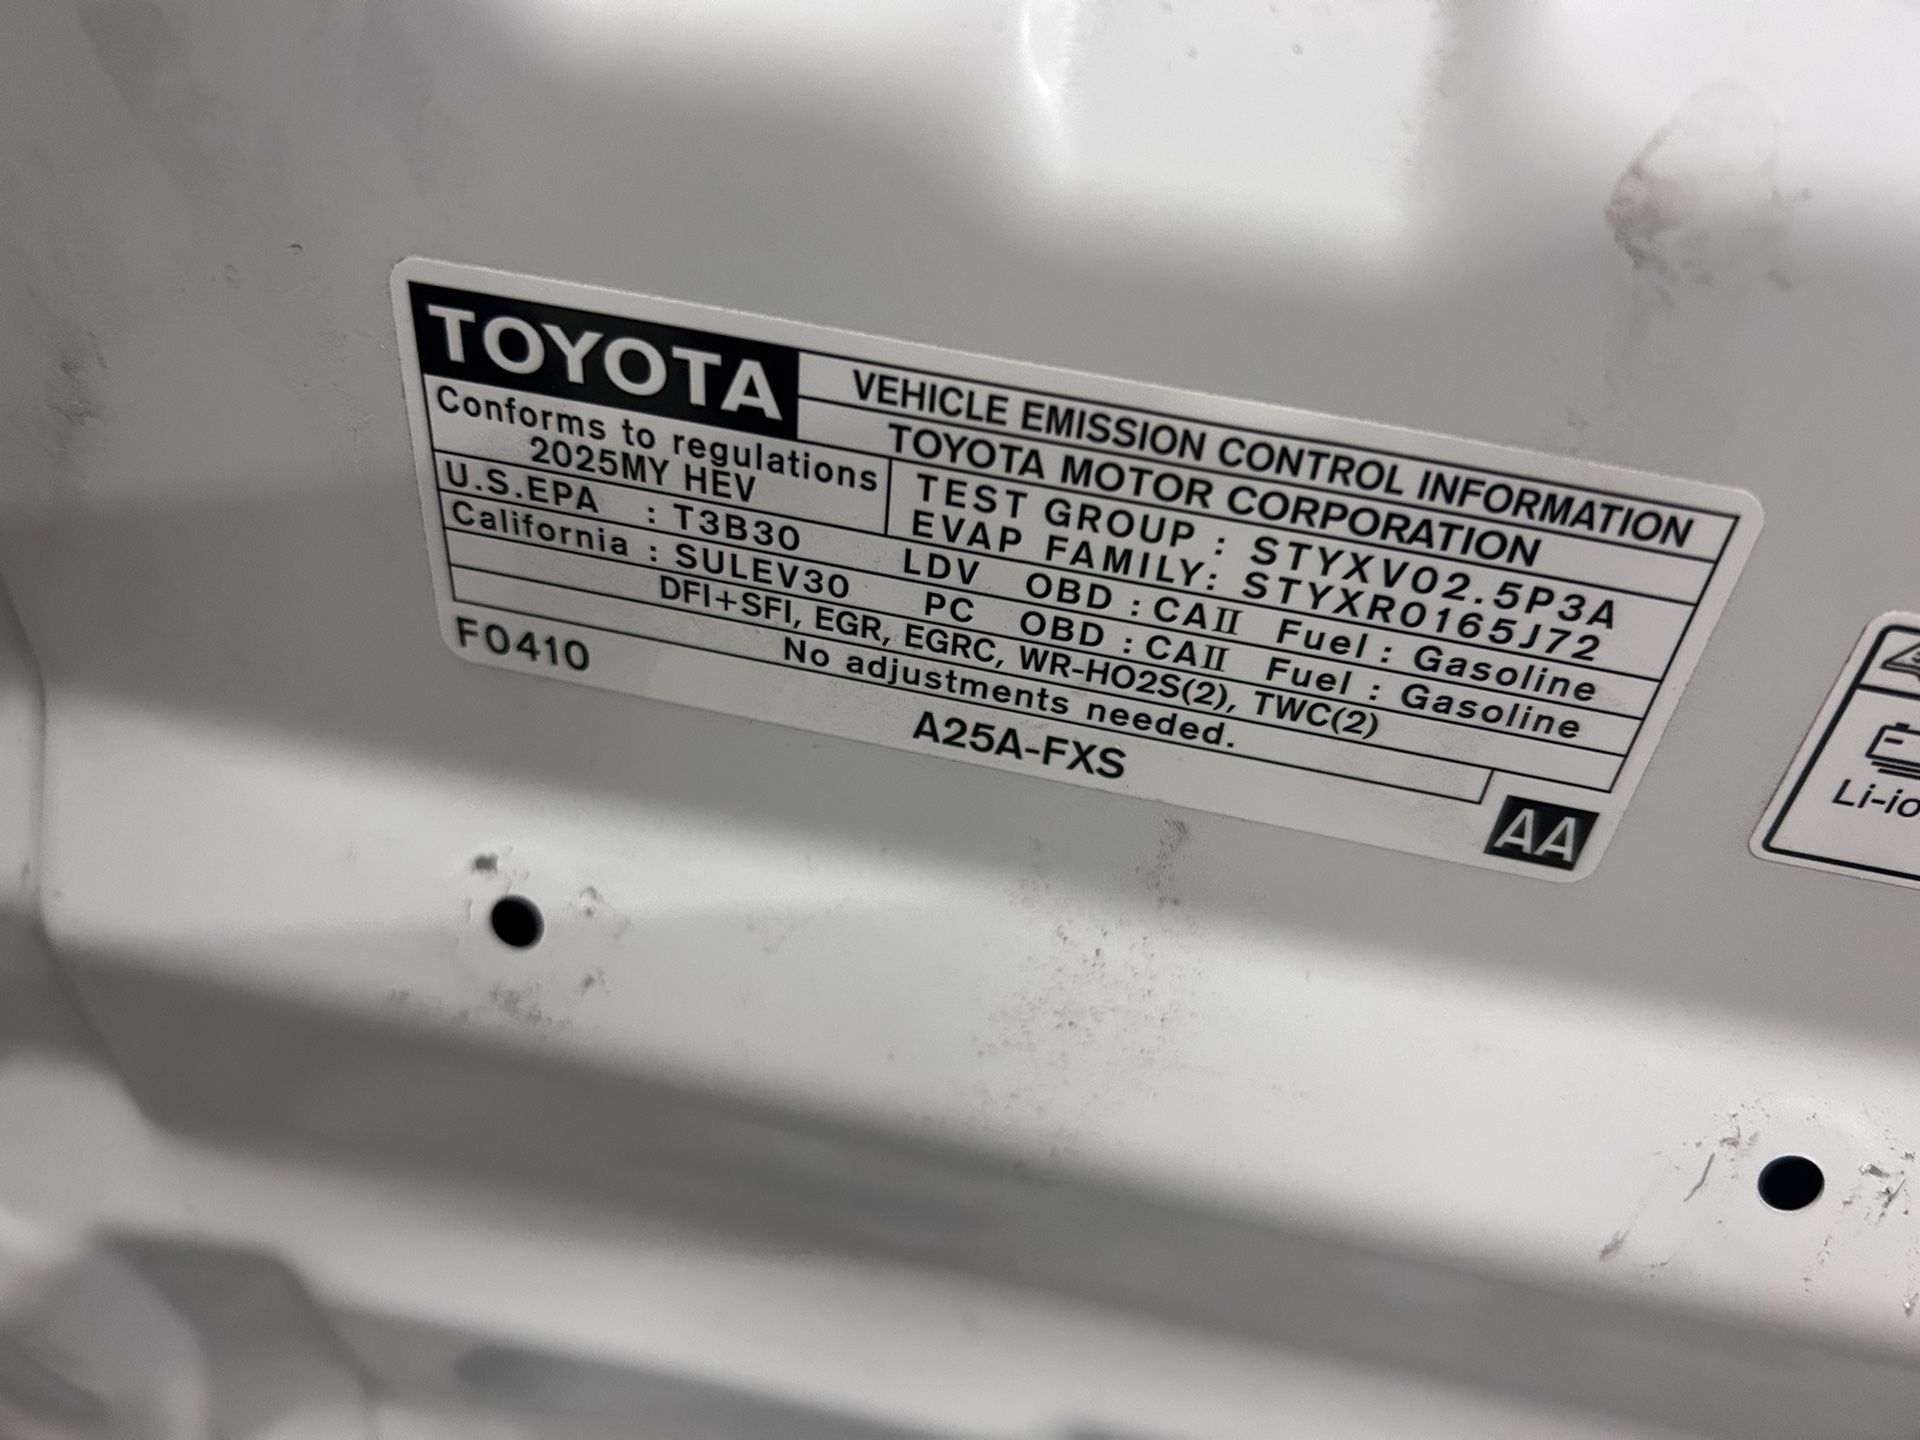 TOYOTA
VEHICLE EMISSION CONTROL INFORMATION
TOYOTA MOTOR CORPORATION
Conforms to regulations
2025MY HEV
TEST GROUP : STYXV02.5P3A
EVAP FAMILY: STYXR0165J72
U.S.EPA : T3B30 LDV OBD : CAII Fuel : Gasoline
California : SULEV30 PC OBD : CAII Fuel : Gasoline
DFI+SFI, EGR, EGRC, WR-HO2S(2), TWC(2)
No adjustments needed.
F0410
A25A-FXS
AA
Li-io